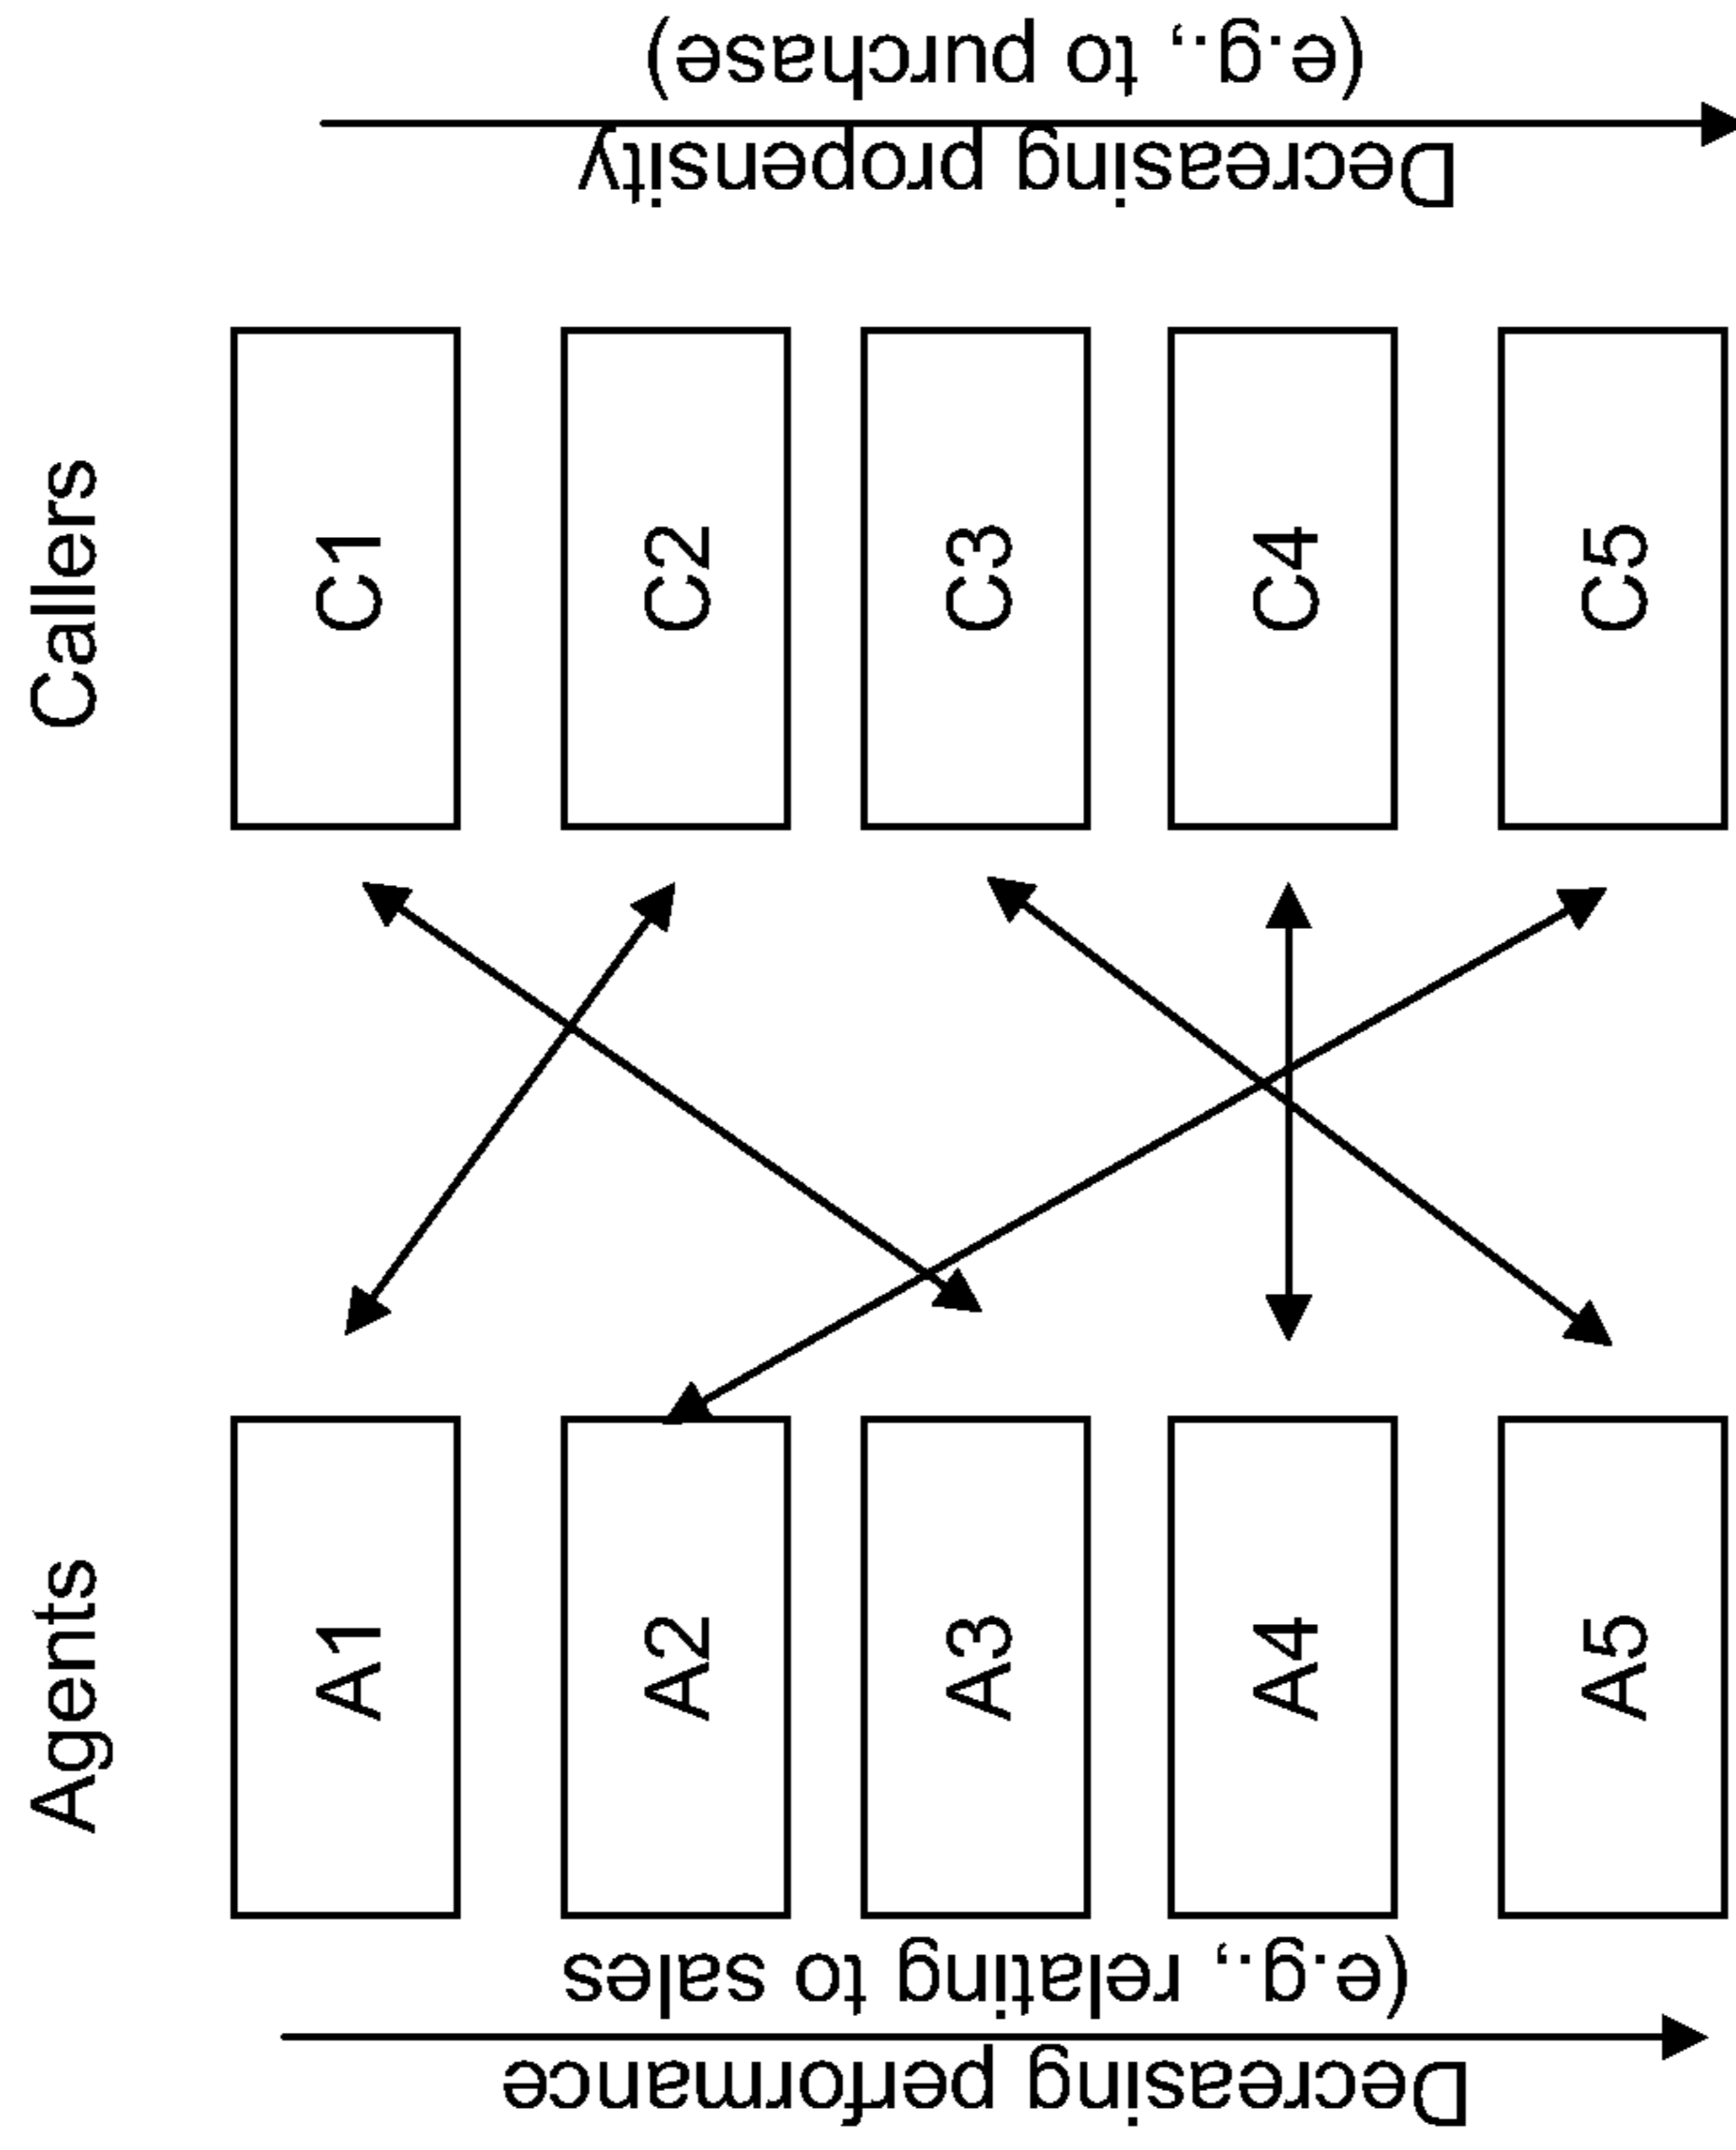 Agents
Callers
A1
C1
A2
C2
A3
C3
A4
C4
A5
C5
Decreasing performance
(e.g., relating to sales
Decreasing propensity
(e.g., to purchase)